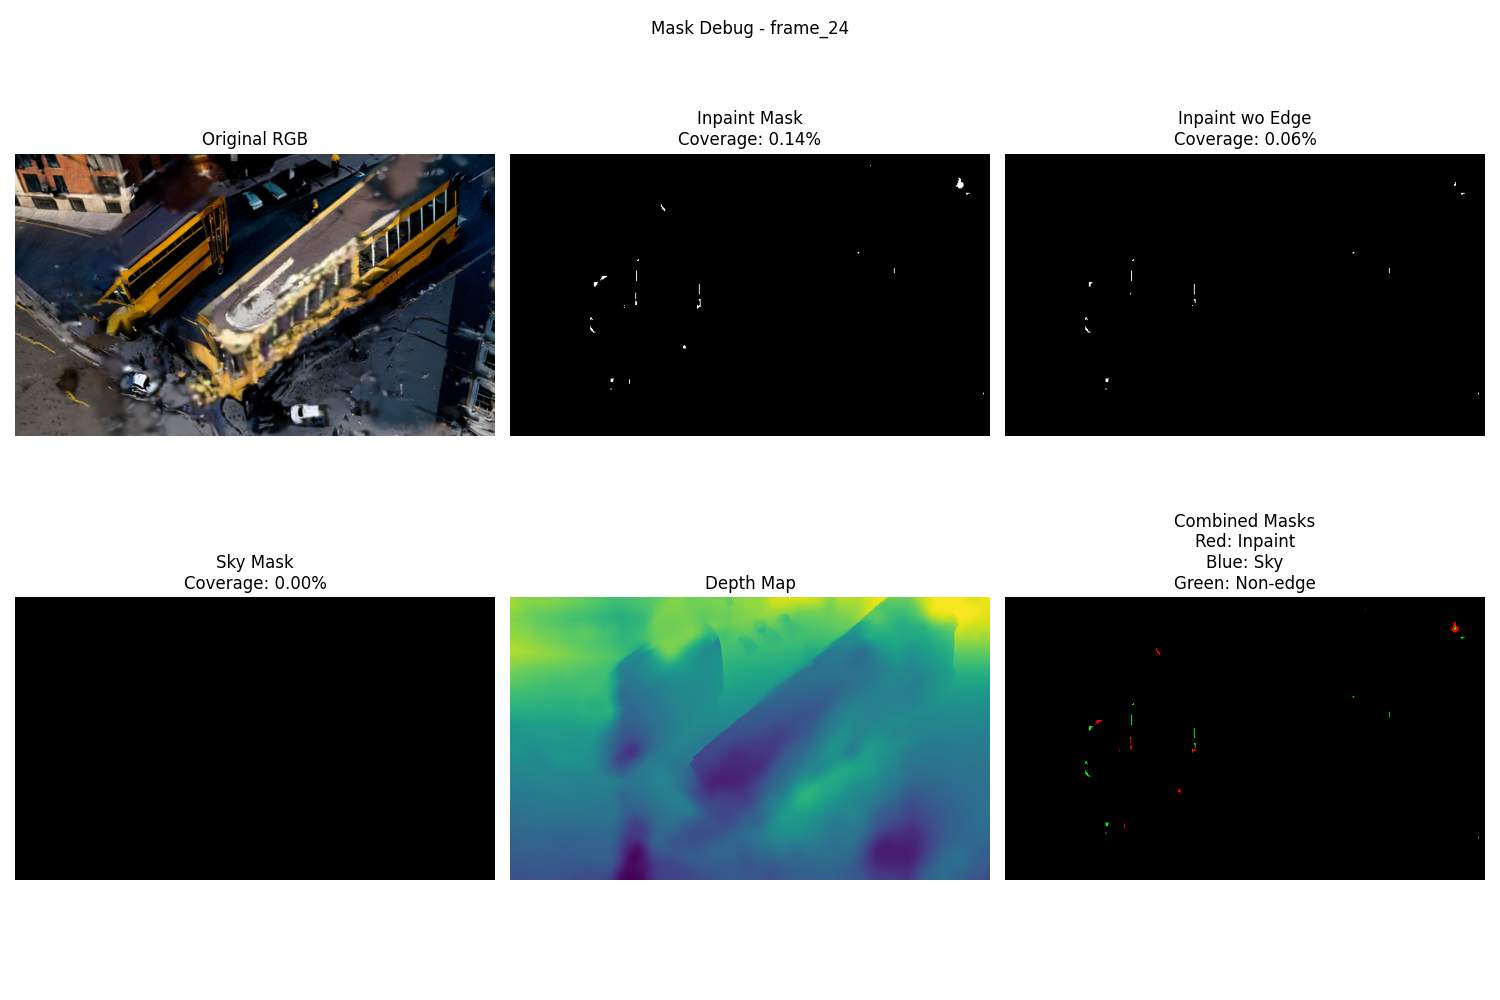 Mask Debug - frame_24
Original RGB
Inpaint Mask
Coverage: 0.14%
Inpaint wo Edge
Coverage: 0.06%
Sky Mask
Coverage: 0.00%
Depth Map
Combined Masks
Red: Inpaint
Blue: Sky
Green: Non-edge